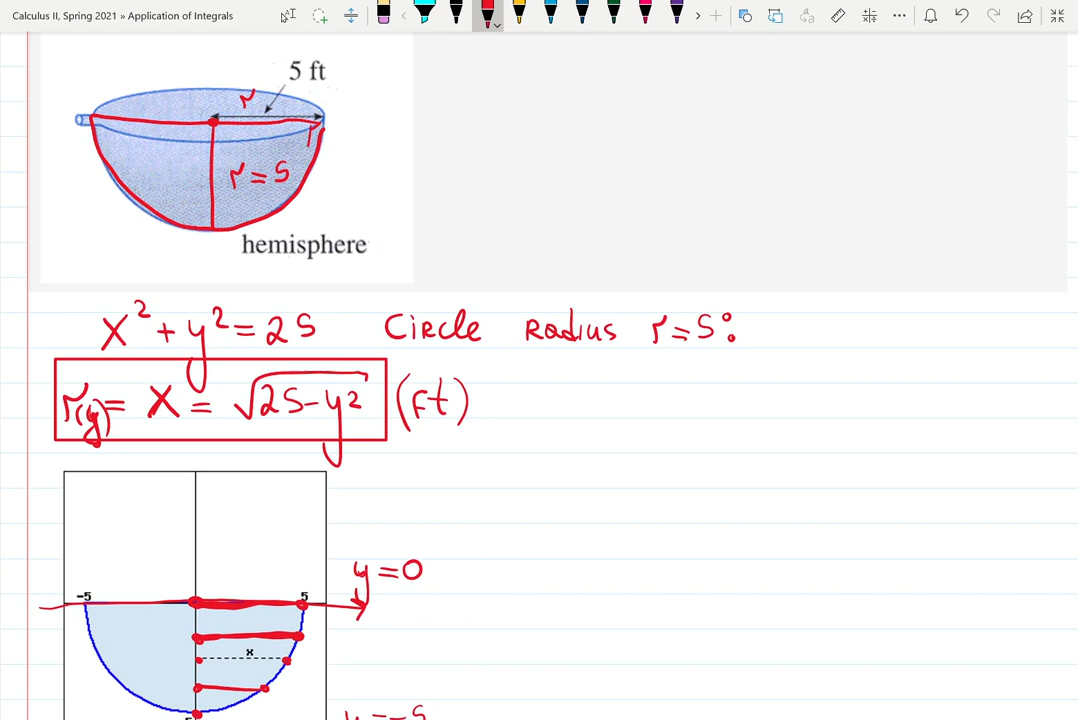 Calculus II, Spring 2021 » Application of Integrals
5 ft
r
r = 5
hemisphere
x² + y² = 25 Circle Radius r = 5:
r(y) = x = √25-y² (ft)
y = 0
-5
5
x
y = -5